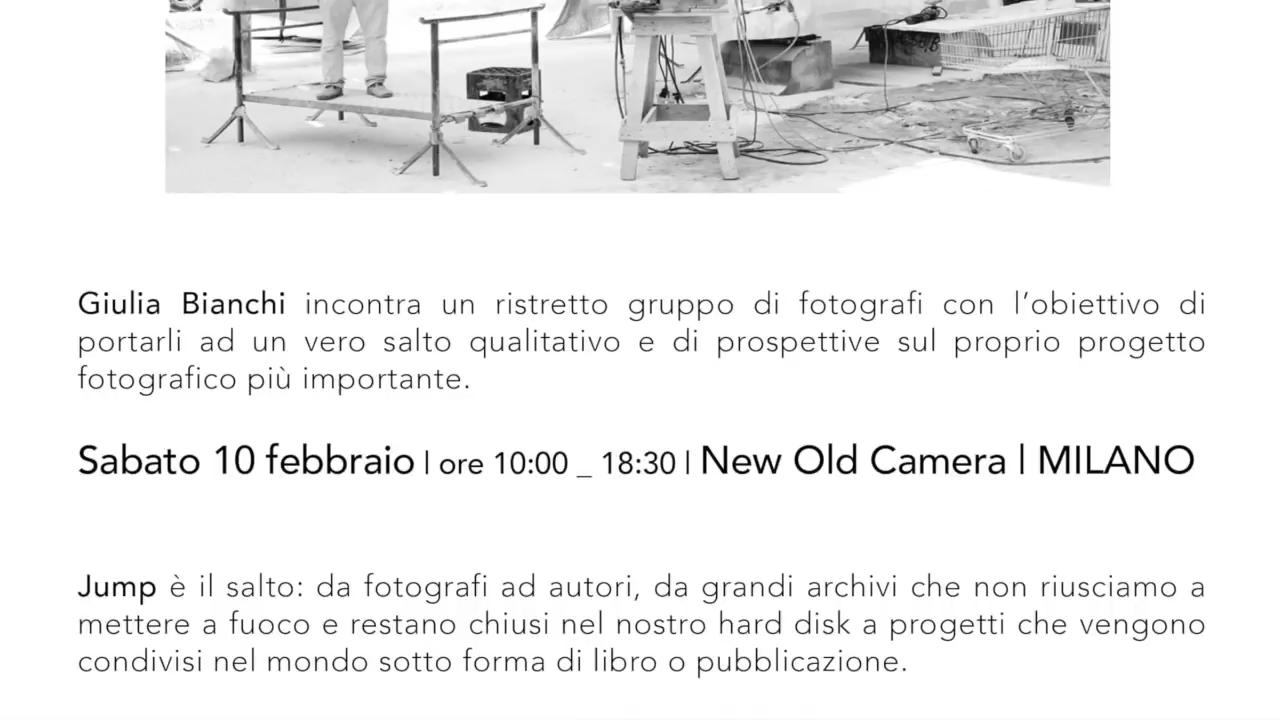 Giulia Bianchi incontra un ristretto gruppo di fotografi con l’obiettivo di
portarli ad un vero salto qualitativo e di prospettive sul proprio progetto
fotografico più importante.
Sabato 10 febbraio | ore 10:00 _ 18:30 | New Old Camera | MILANO
Jump è il salto: da fotografi ad autori, da grandi archivi che non riusciamo a
mettere a fuoco e restano chiusi nel nostro hard disk a progetti che vengono
condivisi nel mondo sotto forma di libro o pubblicazione.